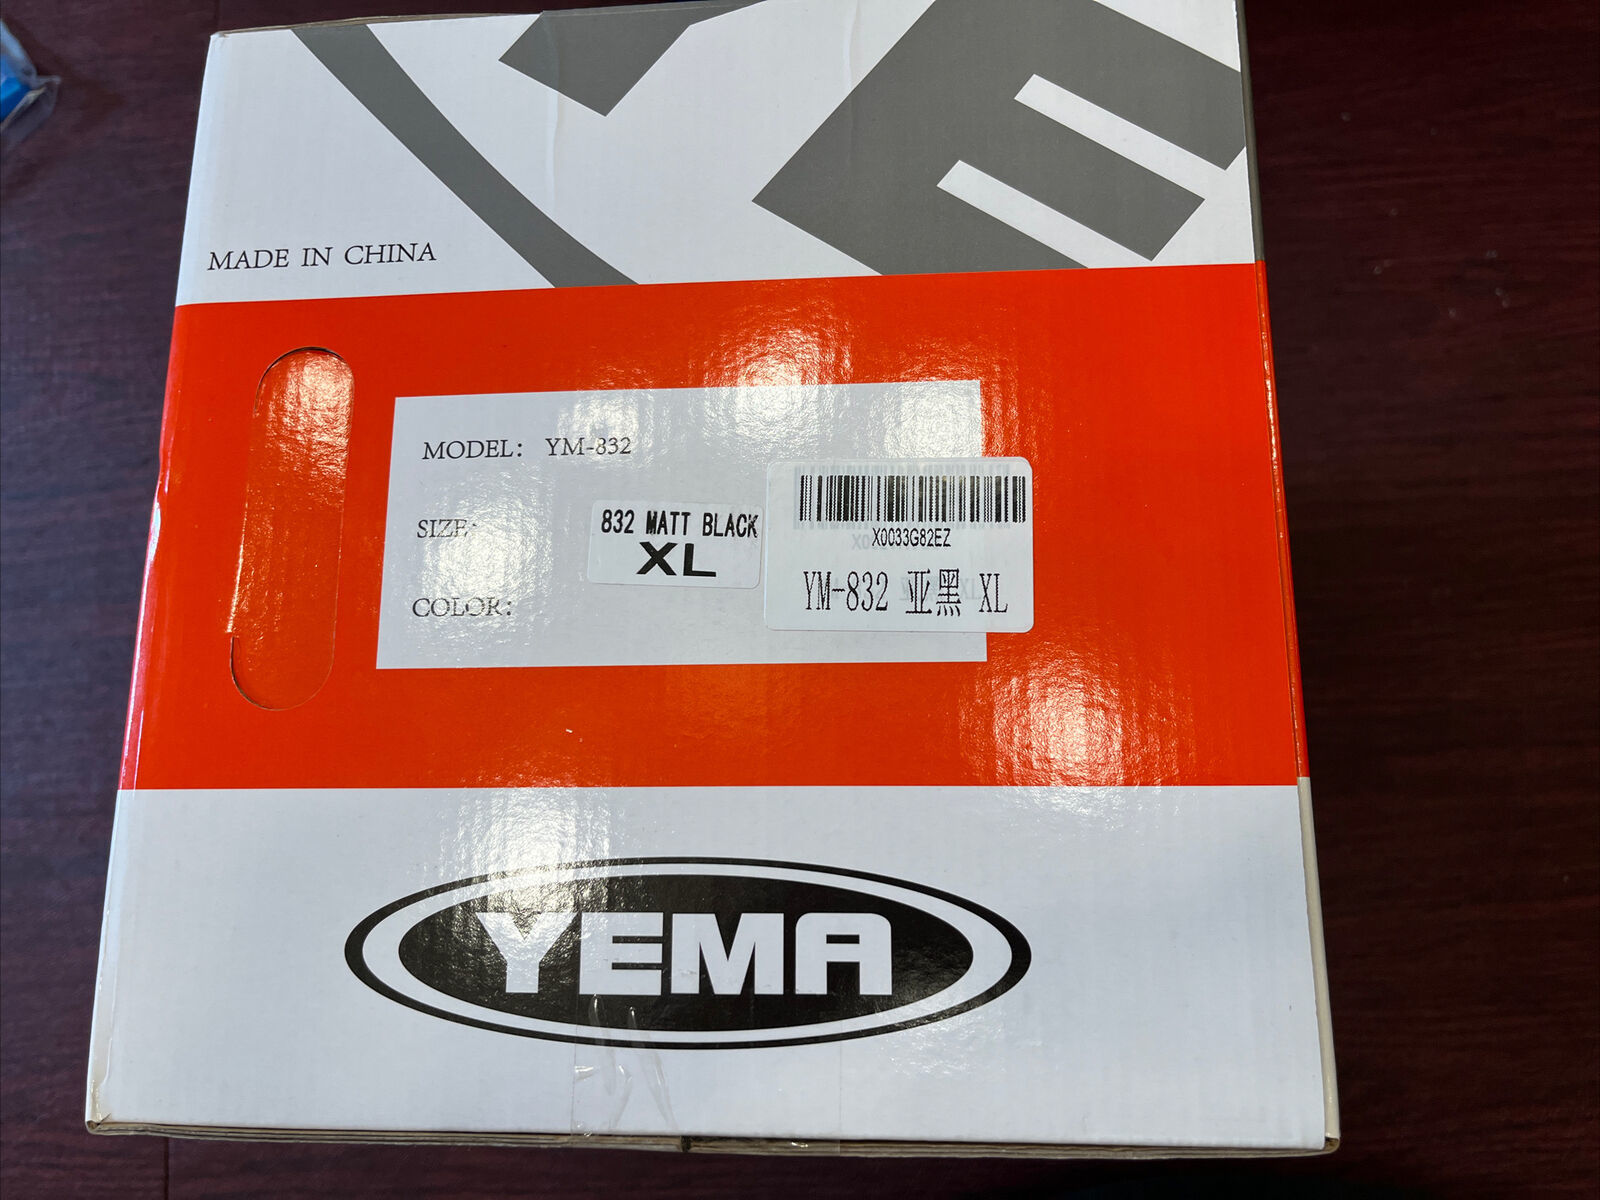 MADE IN CHINA
MODEL: YM-832
SIZE:
832 MATT BLACK
XL
COLOR:
X0033G82EZ
YM-832 亚黑 XL
YEMA